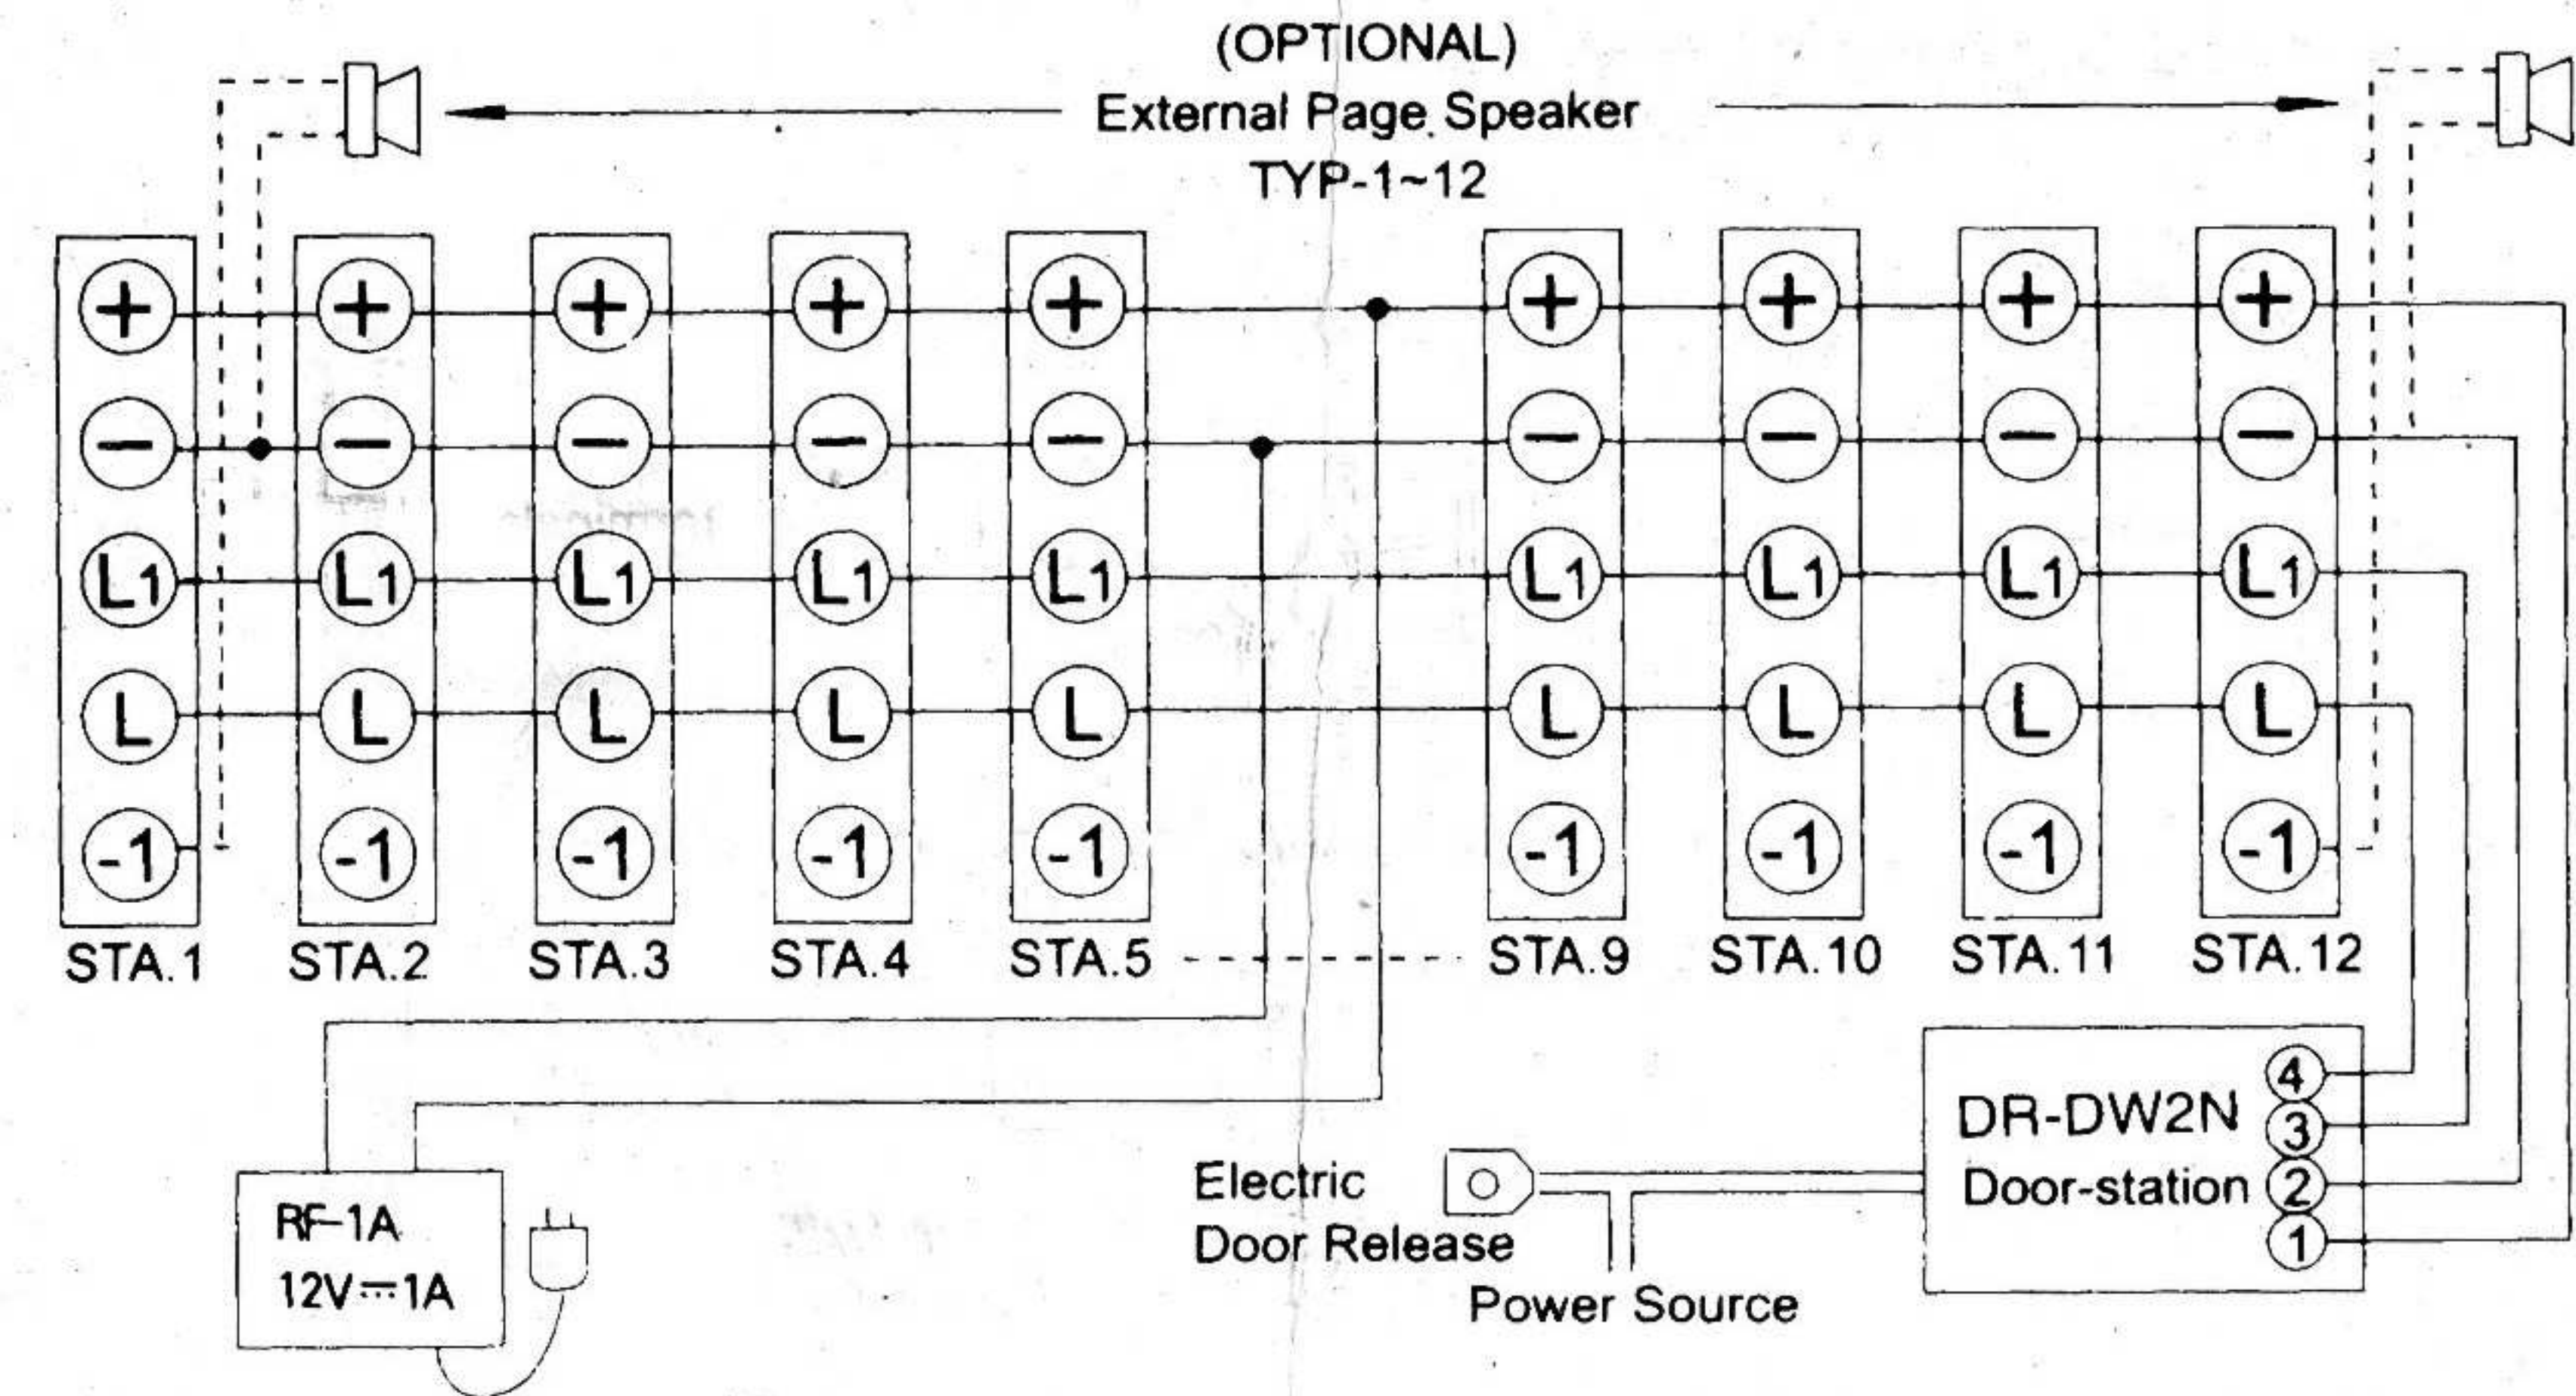 (OPTIONAL)
External Page Speaker
TYP-1~12
+ + + + + + + + +
− − − − − − − − −
L1 L1 L1 L1 L1 L1 L1 L1 L1
L L L L L L L L L
-1 -1 -1 -1 -1 -1 -1 -1 -1
STA.1 STA.2 STA.3 STA.4 STA.5 STA.9 STA.10 STA.11 STA.12
RF-1A
12V⎓1A
Electric
Door Release
Power Source
DR-DW2N
Door-station
4
3
2
1